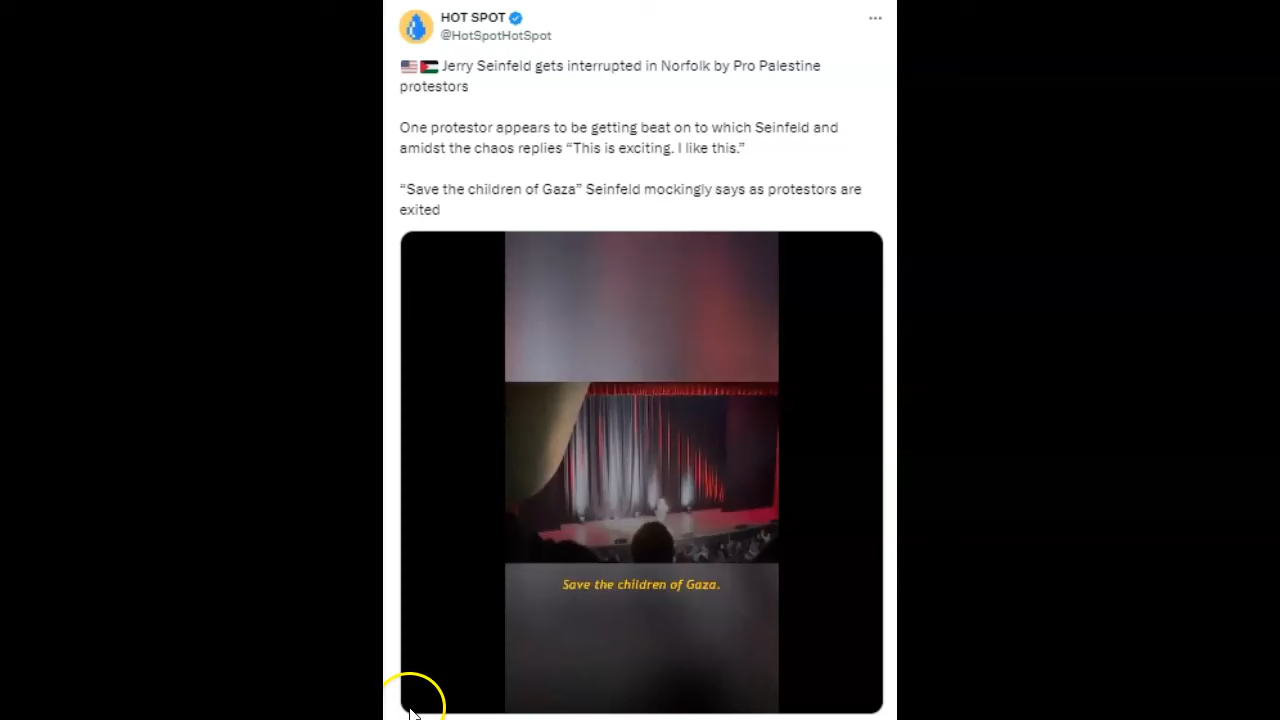 HOT SPOT
@HotSpotHotSpot
Jerry Seinfeld gets interrupted in Norfolk by Pro Palestine
protestors
One protestor appears to be getting beat on to which Seinfeld and
amidst the chaos replies “This is exciting. I like this.”
“Save the children of Gaza” Seinfeld mockingly says as protestors are
exited
Save the children of Gaza.